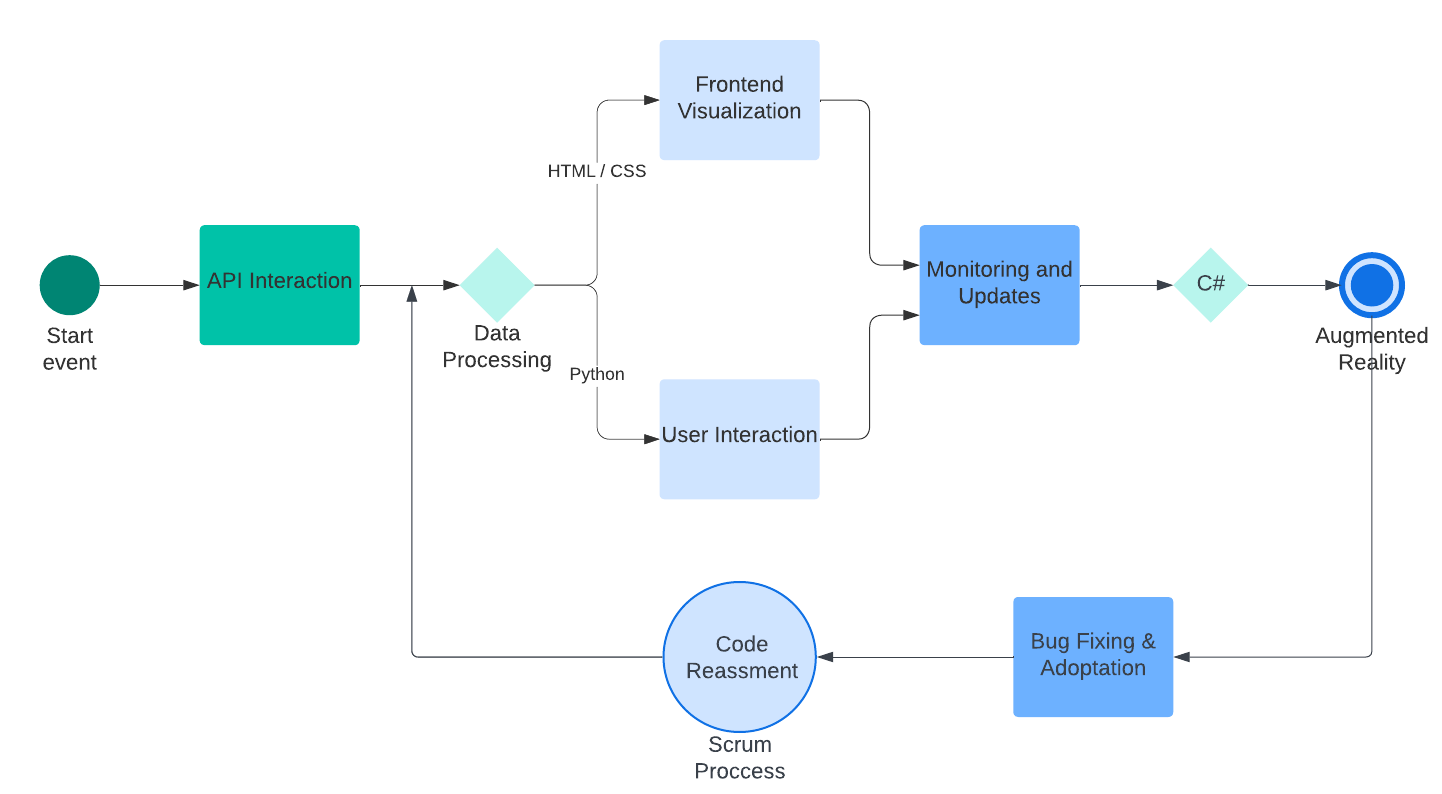 Frontend
Visualization
HTML / CSS
API Interaction
Start
event
Data
Processing
Python
User Interaction
Monitoring and
Updates
C#
Augmented
Reality
Bug Fixing &
Adoptation
Code
Reassment
Scrum
Proccess